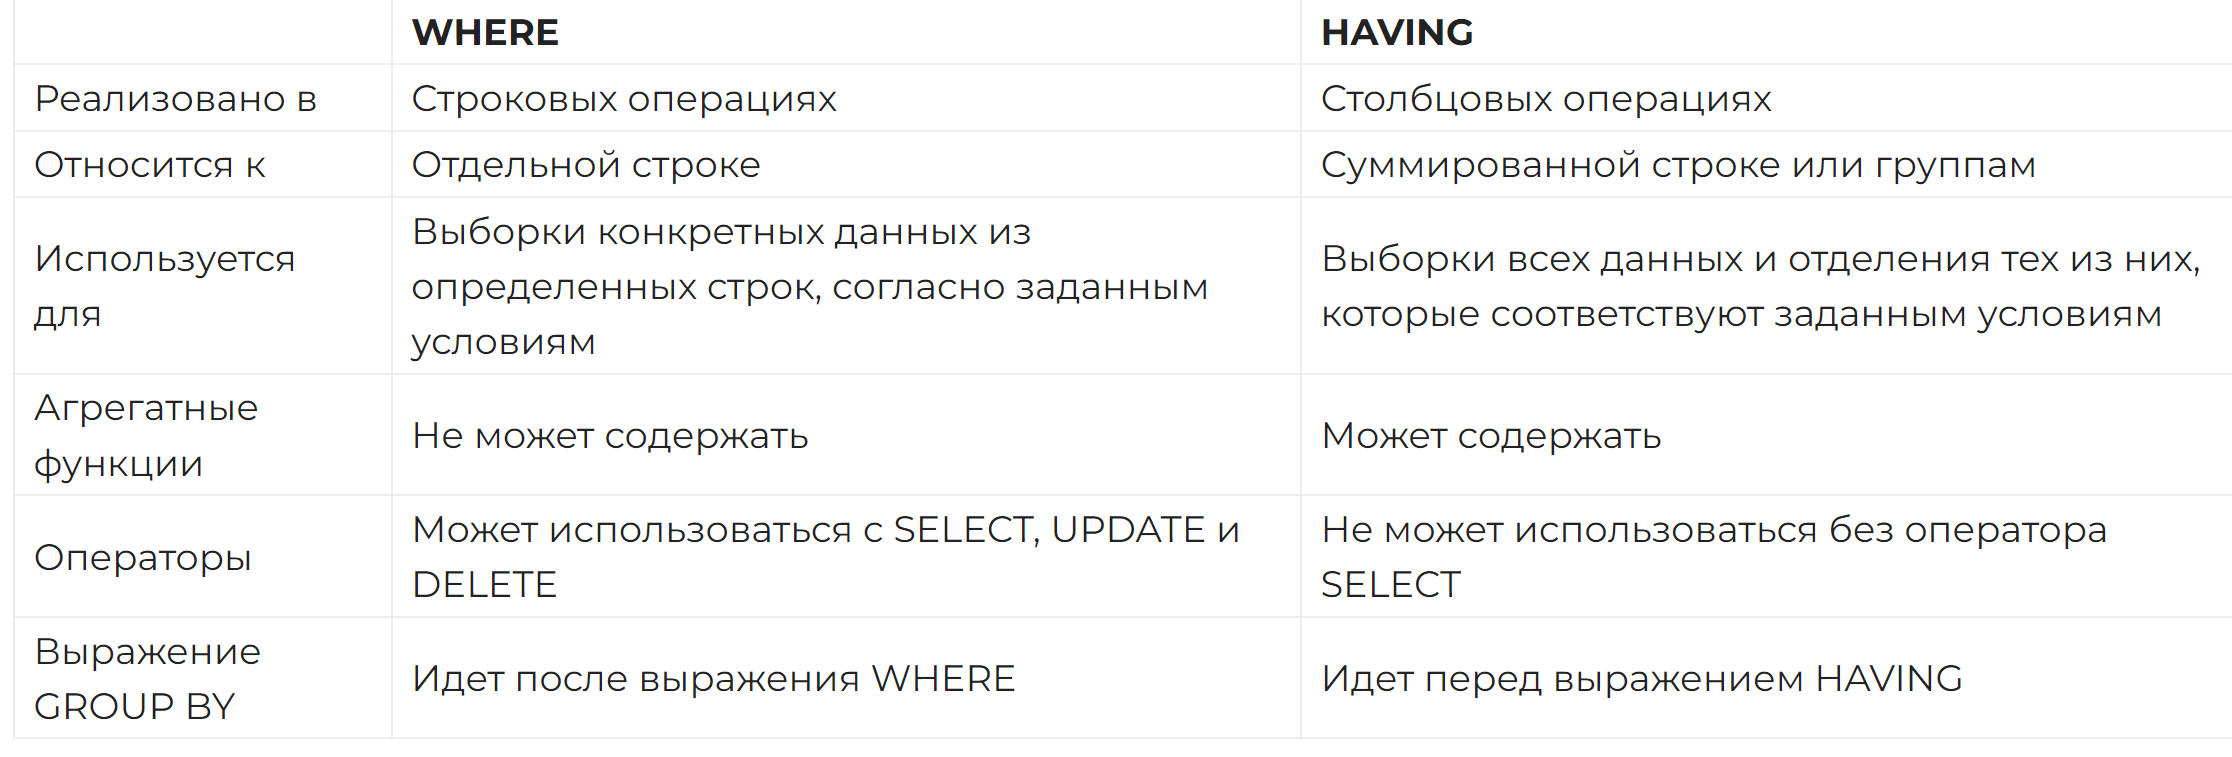 WHERE
HAVING
Реализовано в
Строковых операциях
Столбцовых операциях
Относится к
Отдельной строке
Суммированной строке или группам
Используется
для
Выборки конкретных данных из
определенных строк, согласно заданным
условиям
Выборки всех данных и отделения тех из них,
которые соответствуют заданным условиям
Агрегатные
функции
Не может содержать
Может содержать
Операторы
Может использоваться с SELECT, UPDATE и
DELETE
Не может использоваться без оператора
SELECT
Выражение
GROUP BY
Идет после выражения WHERE
Идет перед выражением HAVING